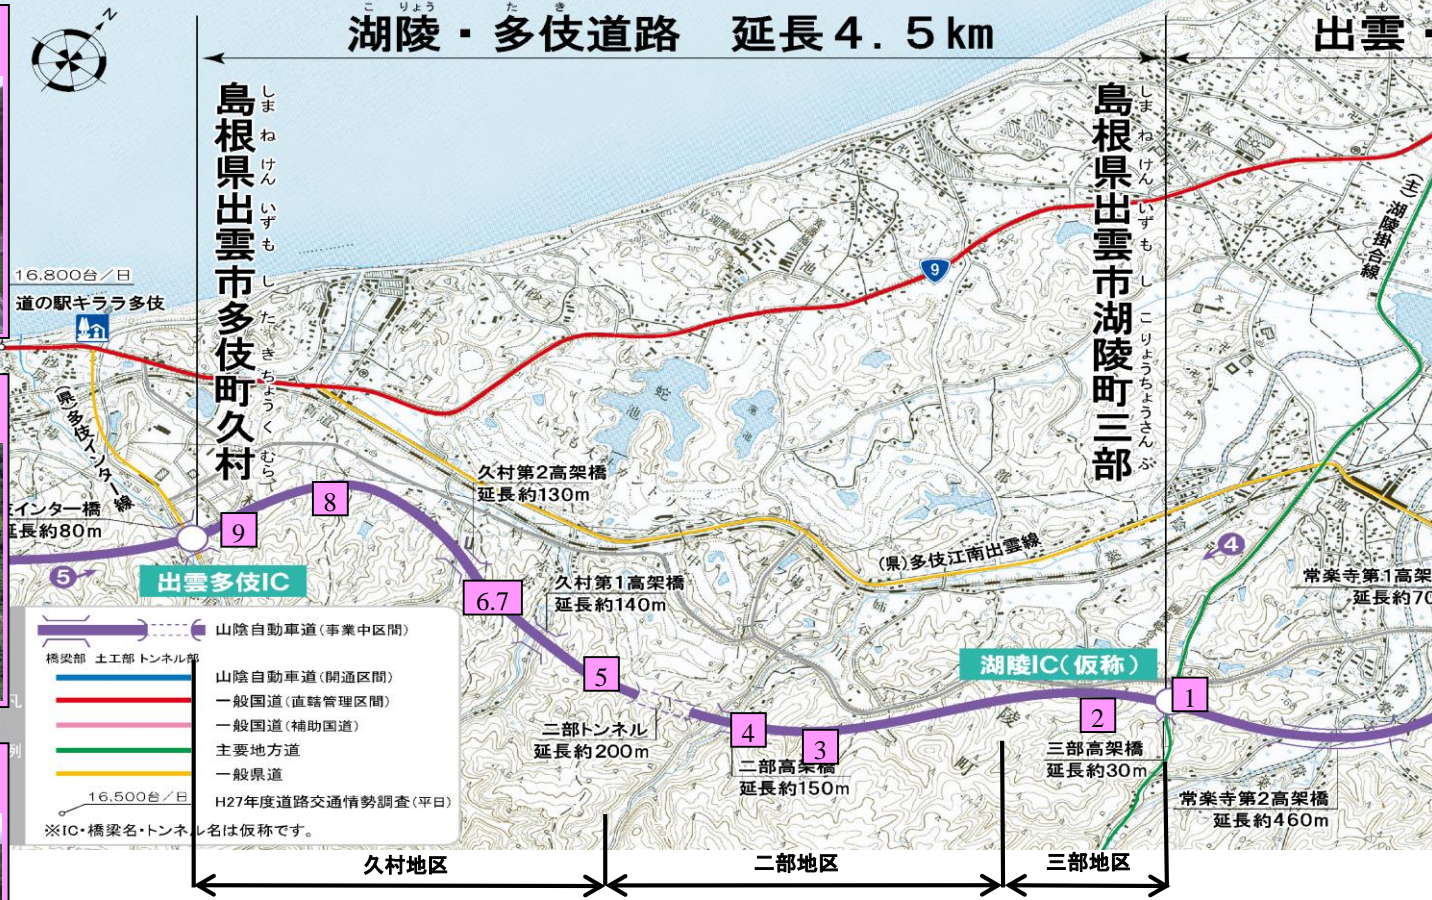 こりょう たき
湖陵・多伎道路 延長4.5km
いずも
出雲・
島根県出雲市多伎町久村
しまねけんいずもしたきちょうくむら
島根県出雲市湖陵町三部
しまねけんいずもしこりょうちょうさんぶ
16,800台/日
道の駅キララ多伎
(県)多伎インター線
インター橋
延長約80m
9
(主)湖陵掛合線
蛇池
久村第2高架橋
延長約130m
久村第1高架橋
延長約140m
(県)多伎江南出雲線
9
8
6.7
5
4
3
2
1
5
4
出雲多伎IC
湖陵IC(仮称)
二部トンネル
延長約200m
二部高架橋
延長約150m
三部高架橋
延長約30m
常楽寺第1高架
延長約70
常楽寺第2高架橋
延長約460m
山陰自動車道(事業中区間)
橋梁部 土工部 トンネル部
山陰自動車道(開通区間)
一般国道(直轄管理区間)
一般国道(補助国道)
主要地方道
一般県道
16,500台/日
H27年度道路交通情勢調査(平日)
※IC・橋梁名・トンネル名は仮称です。
凡例
久村地区
二部地区
三部地区
N